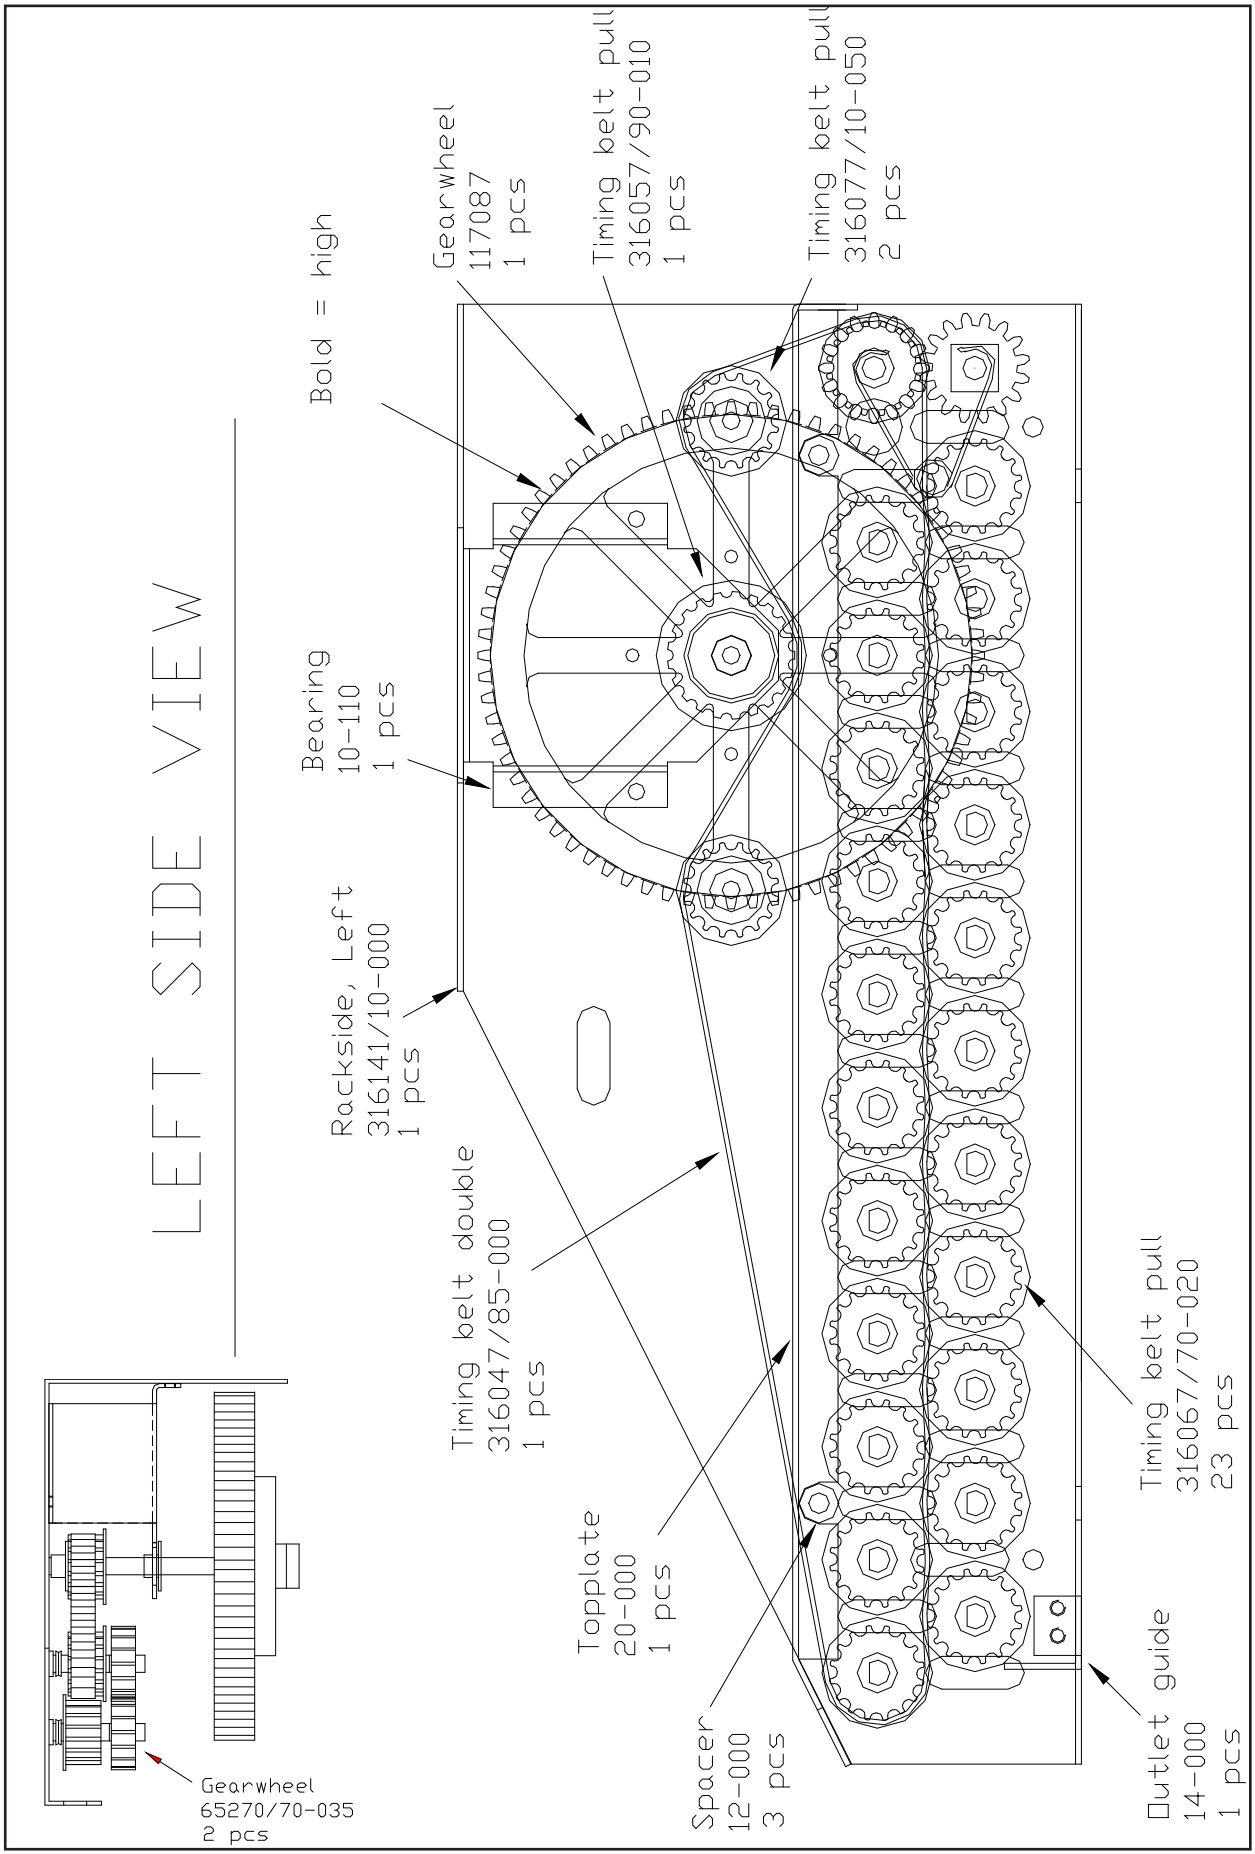 LEFT SIDE VIEW
Bold = high
Gearwheel
117087
1 pcs
Timing belt pull
316057/90-010
1 pcs
Timing belt pull
316077/10-050
2 pcs
Bearing
10-110
1 pcs
Rackside, Left
316141/10-000
1 pcs
Timing belt double
316047/85-000
1 pcs
Topplate
20-000
1 pcs
Spacer
12-000
3 pcs
Timing belt pull
316067/70-020
23 pcs
Outlet guide
14-000
1 pcs
Gearwheel
65270/70-035
2 pcs